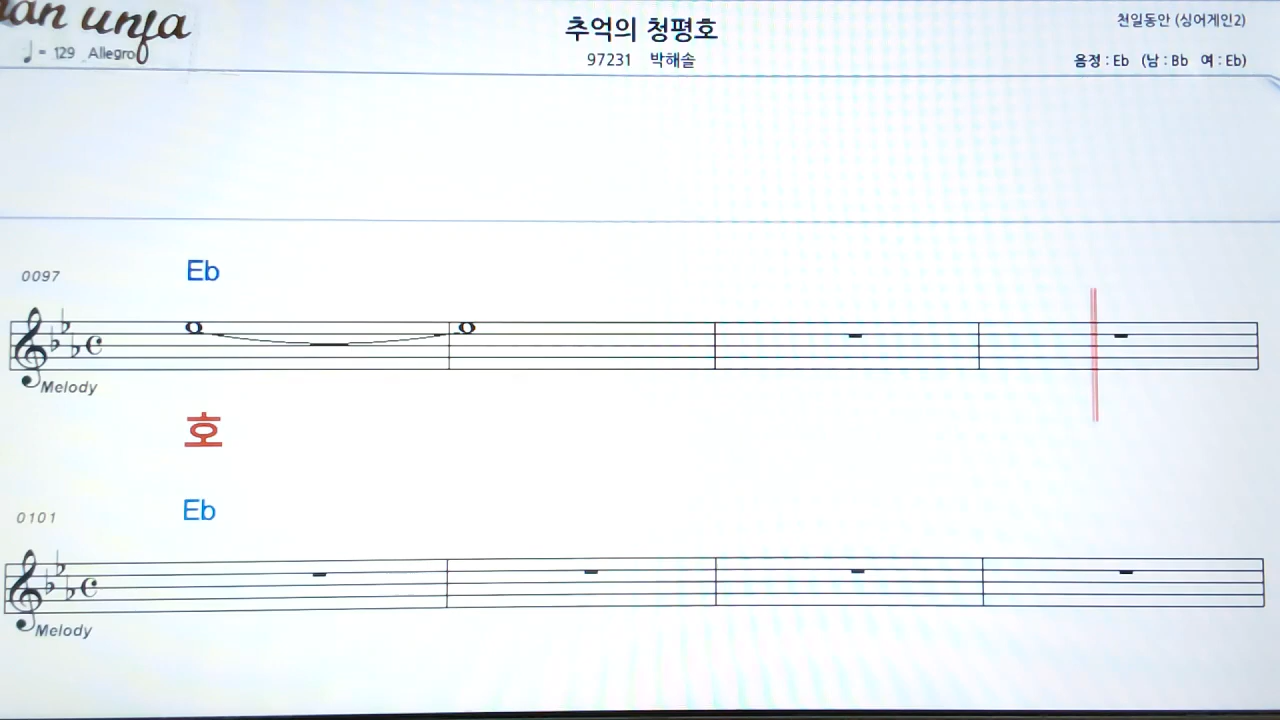 천일동안 (싱어게인2)
추억의 청평호
♩= 129 Allegro
97231 박해솔
음정 : Eb (남 : Bb 여 : Eb)
0097
Eb
Melody
호
0101
Eb
Melody